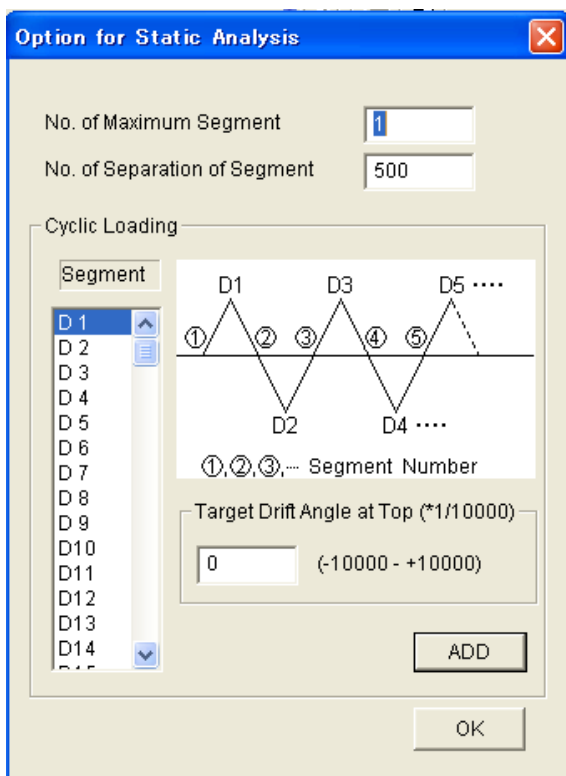 Option for Static Analysis
No. of Maximum Segment
1
No. of Separation of Segment
500
Cyclic Loading
Segment
D 1
D 2
D 3
D 4
D 5
D 6
D 7
D 8
D 9
D10
D11
D12
D13
D14
D1 D3 D5 ····
① ② ③ ④ ⑤
D2 D4 ····
①,②,③,··· Segment Number
Target Drift Angle at Top (*1/10000)
0 (-10000 - +10000)
ADD
OK